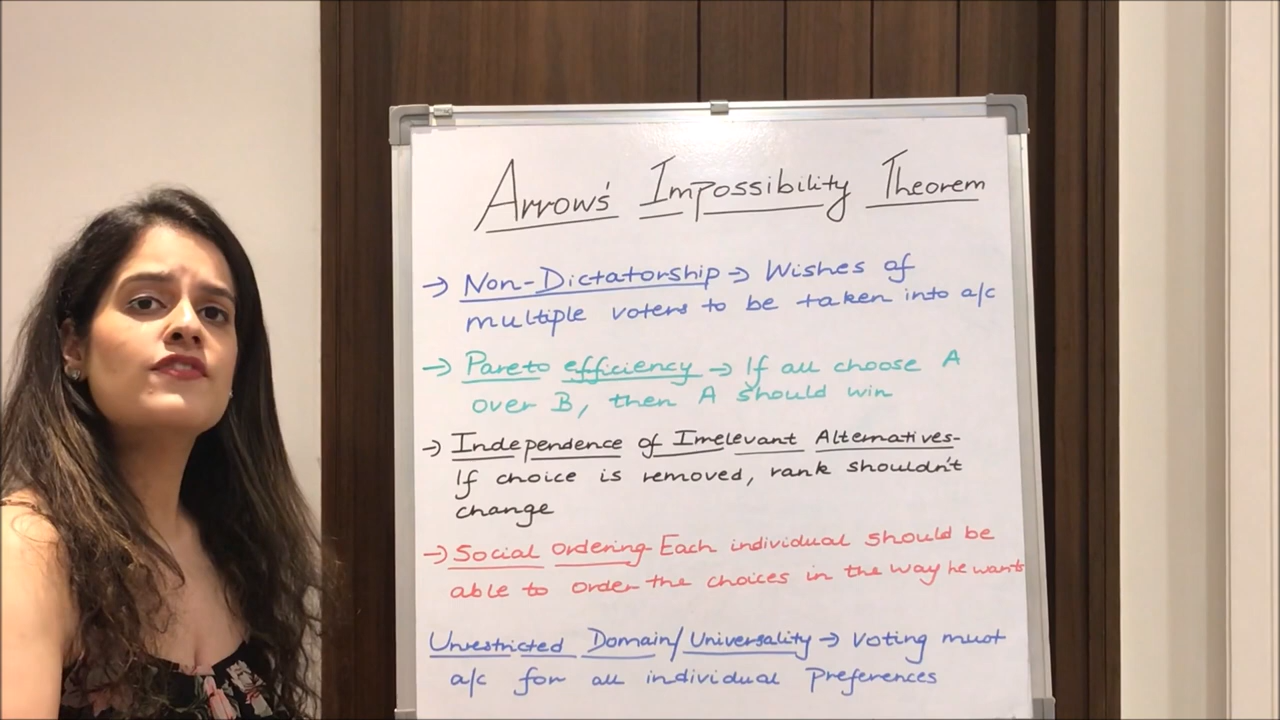 Arrow's Impossibility Theorem
→ Non-Dictatorship → Wishes of
multiple voters to be taken into a/c
→ Pareto efficiency → If all choose A
over B, then A should win
→ Independence of Irrelevant Alternatives-
If choice is removed, rank shouldn't
change
→ Social ordering- Each individual should be
able to order the choices in the way he wants
Unrestricted Domain/Universality → Voting must
a/c for all individual Preferences